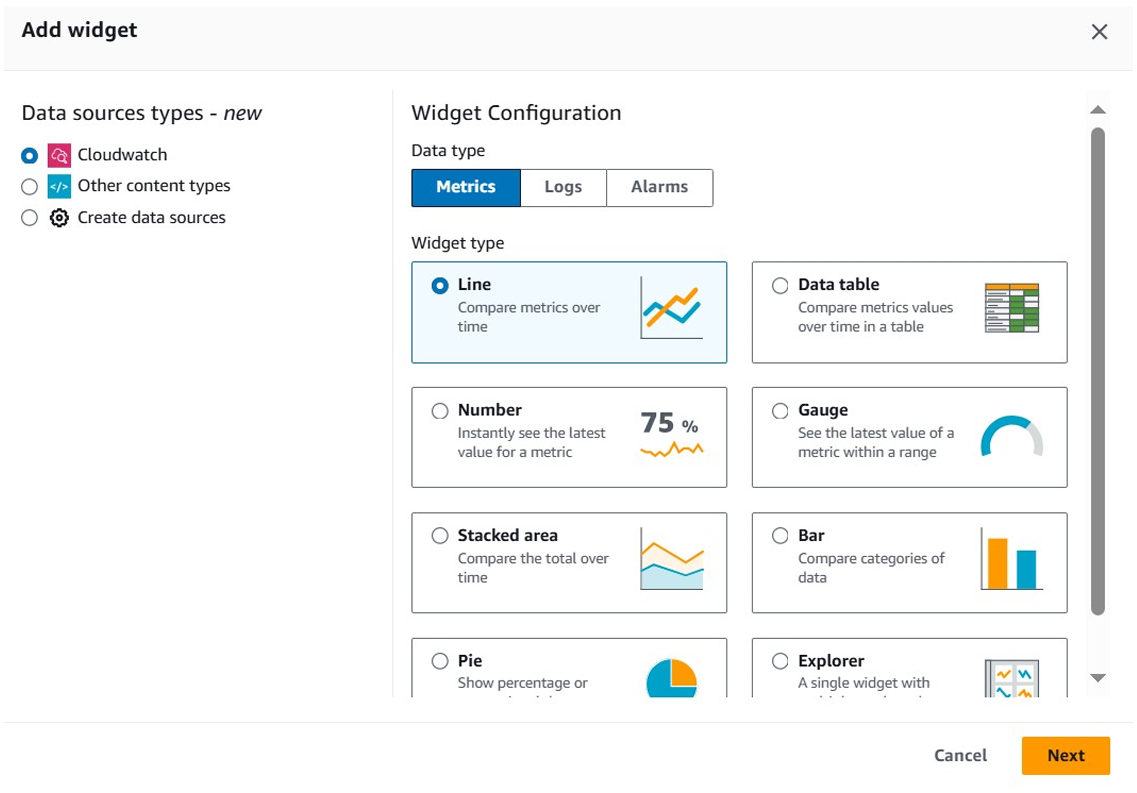 Add widget
Data sources types - new
Cloudwatch
</> Other content types
Create data sources
Widget Configuration
Data type
Metrics Logs Alarms
Widget type
Line
Compare metrics over
time
Data table
Compare metrics values
over time in a table
Number
Instantly see the latest
value for a metric
75 %
Gauge
See the latest value of a
metric within a range
Stacked area
Compare the total over
time
Bar
Compare categories of
data
Pie
Show percentage or
Explorer
A single widget with
Cancel Next